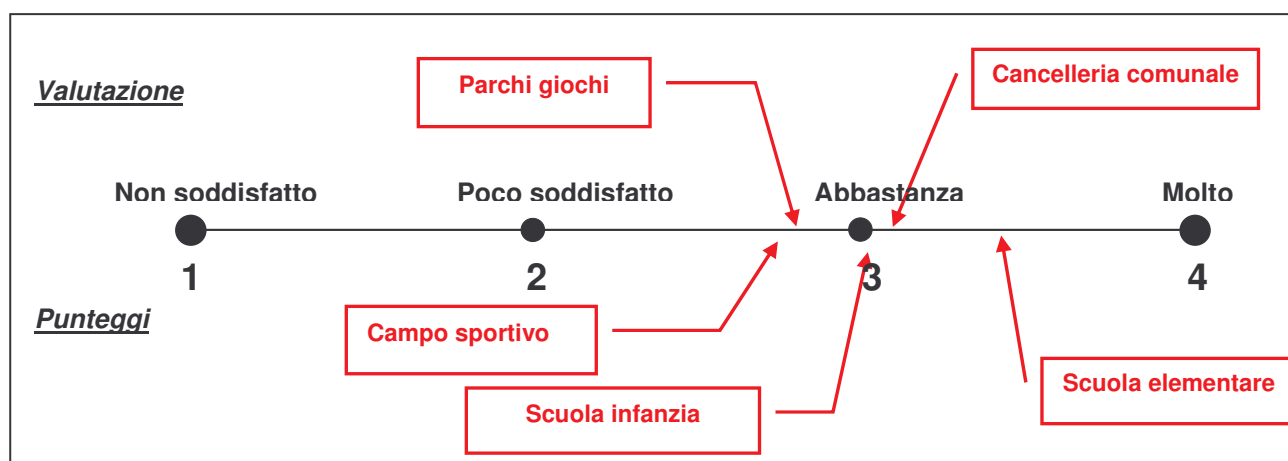 Parchi giochi
Cancelleria comunale
Valutazione
Non soddisfatto
Poco soddisfatto
Abbastanza
Molto
1
2
3
4
Punteggi
Campo sportivo
Scuola infanzia
Scuola elementare